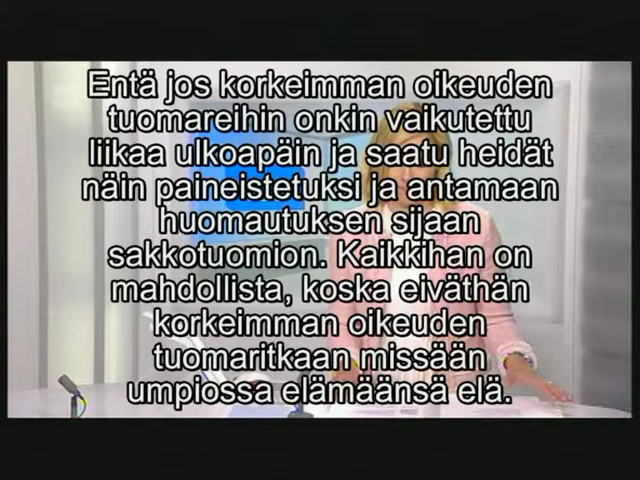 Entä jos korkeimman oikeuden
tuomareihin onkin vaikutettu
liikaa ulkoapäin ja saatu heidät
näin paineistetuksi ja antamaan
huomautuksen sijaan
sakkotuomion. Kaikkihan on
mahdollista, koska eiväthän
korkeimman oikeuden
tuomaritkaan missään
umpiossa elämäänsä elä.